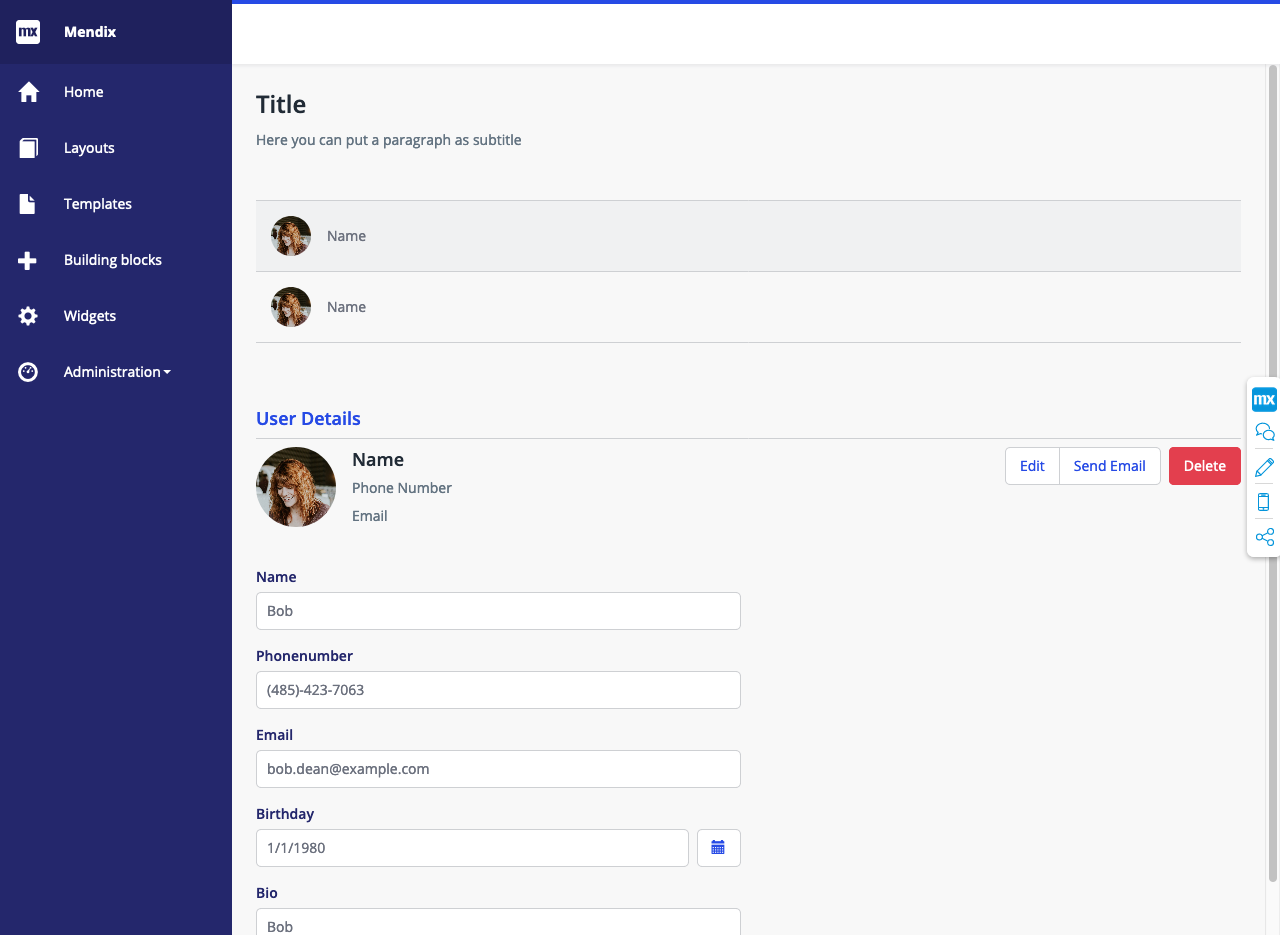 mx
Mendix
Home
Layouts
Templates
Building blocks
Widgets
Administration
Title
Here you can put a paragraph as subtitle
Name
Name
User Details
Name
Phone Number
Email
Edit
Send Email
Delete
mx
Name
Bob
Phonenumber
(485)-423-7063
Email
bob.dean@example.com
Birthday
1/1/1980
Bio
Bob